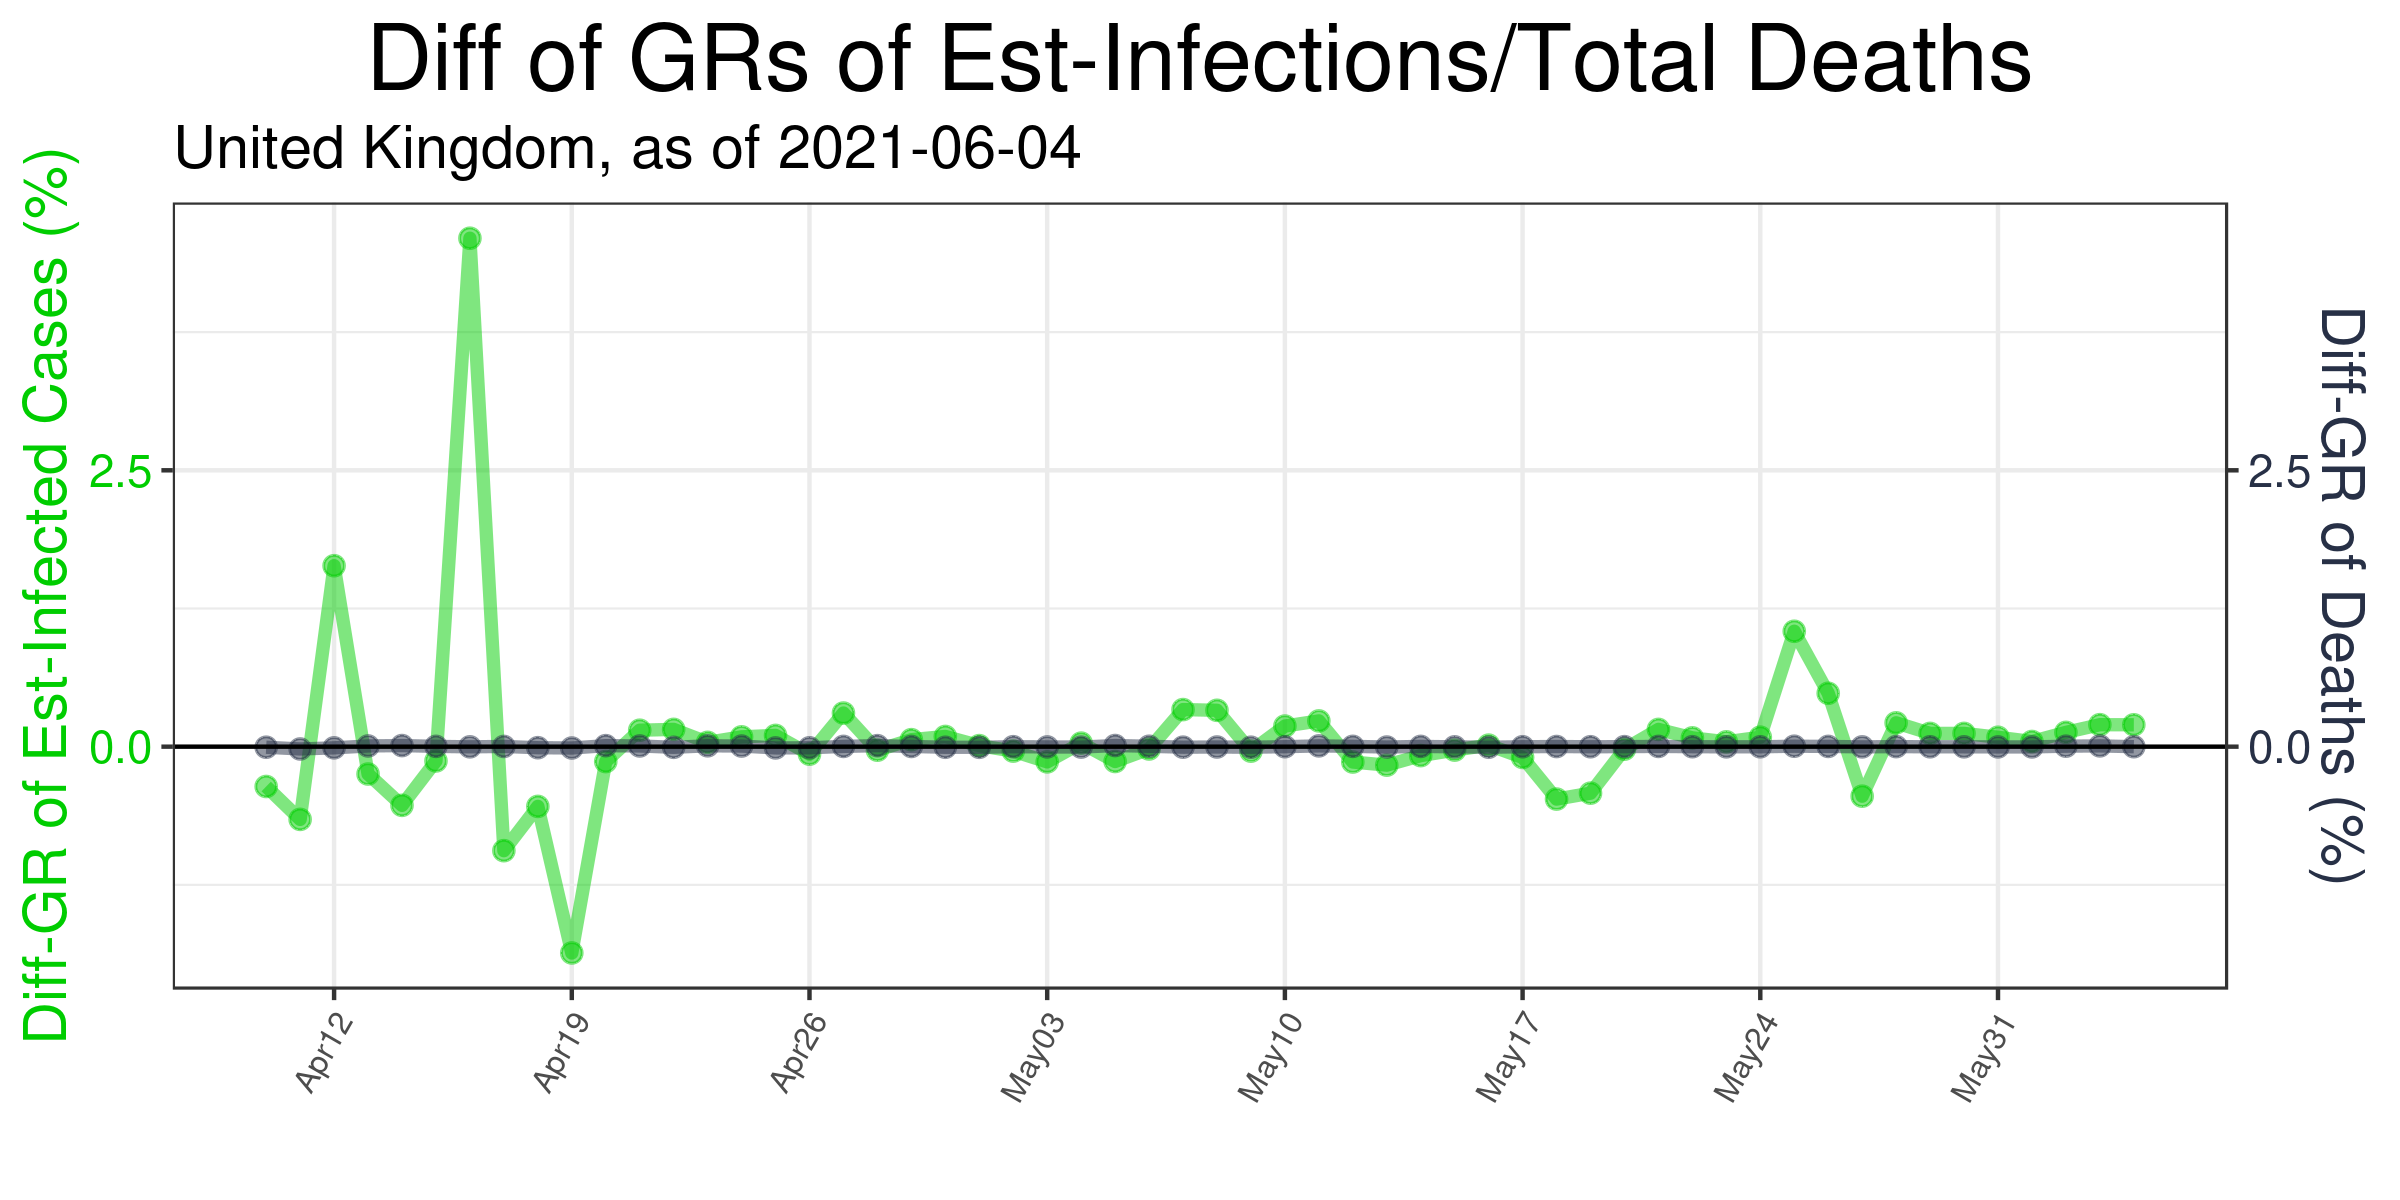 Diff of GRs of Est-Infections/Total Deaths
United Kingdom, as of 2021-06-04
Diff-GR of Est-Infected Cases (%)
2.5
0.0
2.5
0.0
Diff-GR of Deaths (%)
Apr12
Apr19
Apr26
May03
May10
May17
May24
May31